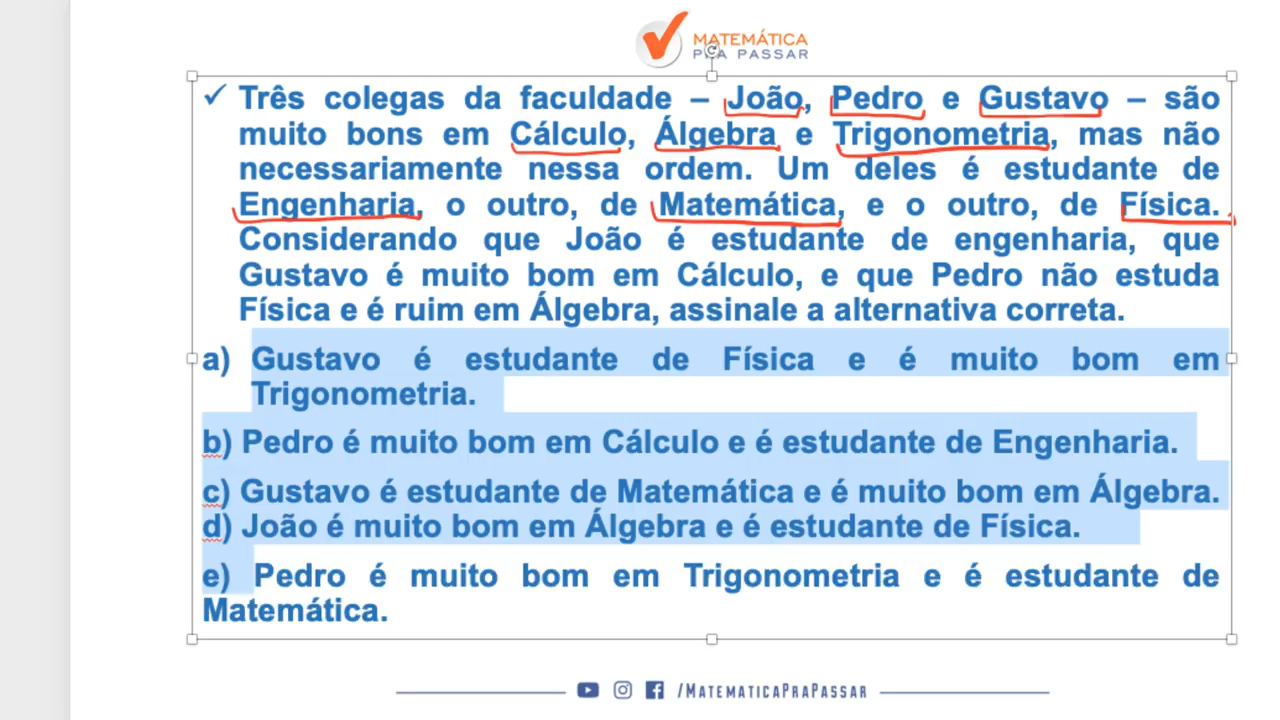 MATEMÁTICA
PRA PASSAR
✓ Três colegas da faculdade – João, Pedro e Gustavo – são
muito bons em Cálculo, Álgebra e Trigonometria, mas não
necessariamente nessa ordem. Um deles é estudante de
Engenharia, o outro, de Matemática, e o outro, de Física.
Considerando que João é estudante de engenharia, que
Gustavo é muito bom em Cálculo, e que Pedro não estuda
Física e é ruim em Álgebra, assinale a alternativa correta.
a) Gustavo é estudante de Física e é muito bom em
Trigonometria.
b) Pedro é muito bom em Cálculo e é estudante de Engenharia.
c) Gustavo é estudante de Matemática e é muito bom em Álgebra.
d) João é muito bom em Álgebra e é estudante de Física.
e) Pedro é muito bom em Trigonometria e é estudante de
Matemática.
/MatematicaPraPassar